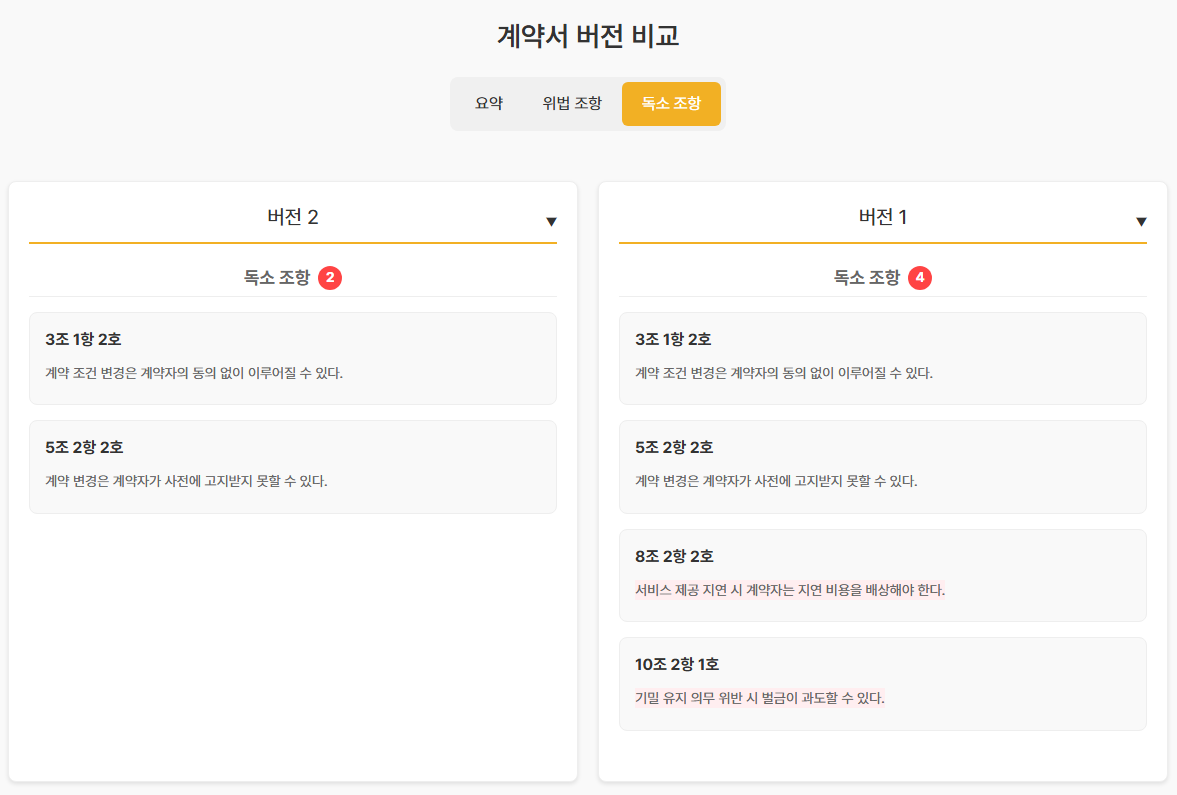 계약서 버전 비교
요약
위법 조항
독소 조항
버전 2
▼
독소 조항 2
3조 1항 2호
계약 조건 변경은 계약자의 동의 없이 이루어질 수 있다.
5조 2항 2호
계약 변경은 계약자가 사전에 고지받지 못할 수 있다.
버전 1
▼
독소 조항 4
3조 1항 2호
계약 조건 변경은 계약자의 동의 없이 이루어질 수 있다.
5조 2항 2호
계약 변경은 계약자가 사전에 고지받지 못할 수 있다.
8조 2항 2호
서비스 제공 지연 시 계약자는 지연 비용을 배상해야 한다.
10조 2항 1호
기밀 유지 의무 위반 시 벌금이 과도할 수 있다.